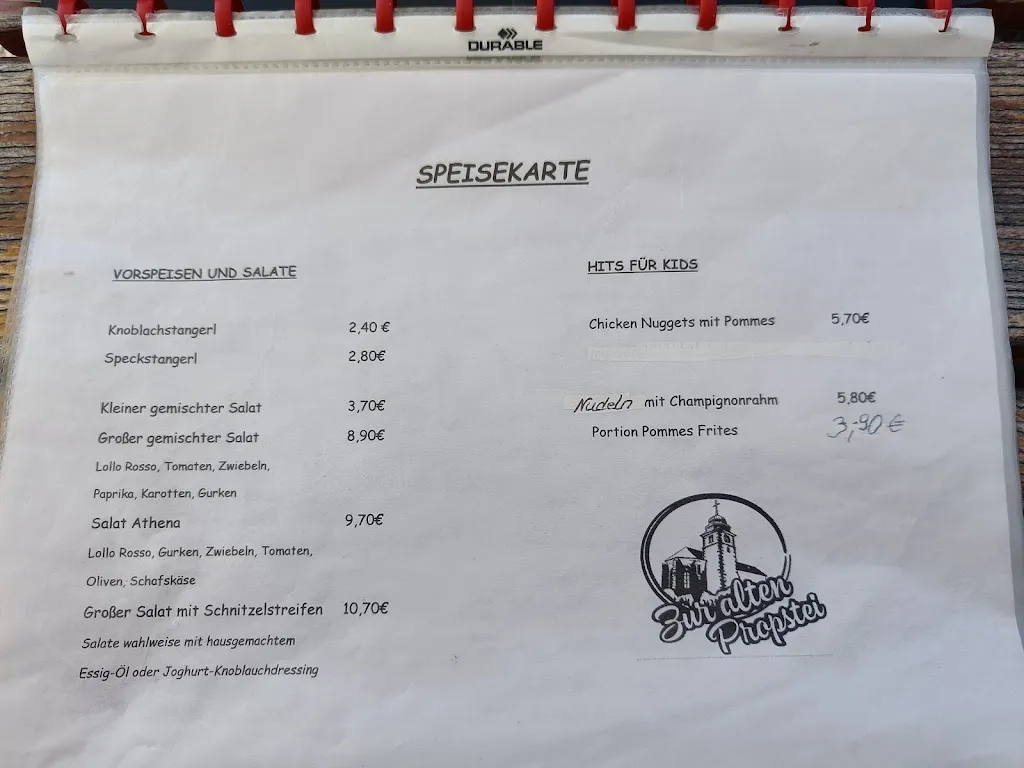 DURABLE
SPEISEKARTE
VORSPEISEN UND SALATE
Knoblachstangerl 2,40 €
Speckstangerl 2,80€
Kleiner gemischter Salat 3,70€
Großer gemischter Salat 8,90€
Lollo Rosso, Tomaten, Zwiebeln,
Paprika, Karotten, Gurken
Salat Athena 9,70€
Lollo Rosso, Gurken, Zwiebeln, Tomaten,
Oliven, Schafskäse
Großer Salat mit Schnitzelstreifen 10,70€
Salate wahlweise mit hausgemachtem
Essig-Öl oder Joghurt-Knoblauchdressing
HITS FÜR KIDS
Chicken Nuggets mit Pommes 5,70€
Nudeln mit Champignonrahm 5,80€
Portion Pommes Frites 3,90 €
Zur alten
Propstei